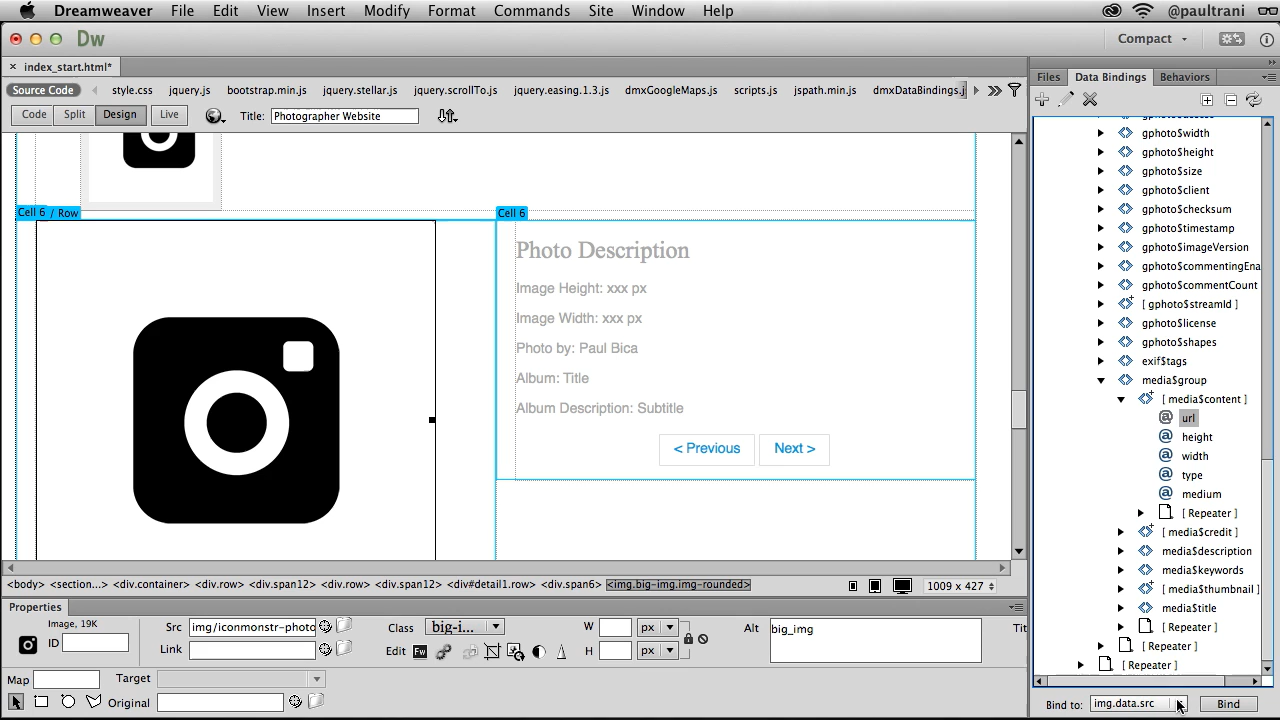 Dreamweaver File Edit View Insert Modify Format Commands Site Window Help @paultrani
Dw Compact
× index_start.html* Files Data Bindings Behaviors
Source Code style.css jquery.js bootstrap.min.js jquery.stellar.js jquery.scrollTo.js jquery.easing.1.3.js dmxGoogleMaps.js scripts.js jspath.min.js dmxDataBindings.j
Code Split Design Live Title: Photographer Website
gphoto$width
gphoto$height
gphoto$size
gphoto$client
gphoto$checksum
gphoto$timestamp
gphoto$imageVersion
gphoto$commentingEna
gphoto$commentCount
[ gphoto$streamId ]
gphoto$license
gphoto$shapes
exif$tags
media$group
[ media$content ]
url
height
width
type
medium
[ Repeater ]
[ media$credit ]
media$description
media$keywords
[ media$thumbnail ]
media$title
[ Repeater ]
[ Repeater ]
[ Repeater ]
Bind to: img.data.src Bind
Cell 6 / Row Cell 6
Photo Description
Image Height: xxx px
Image Width: xxx px
Photo by: Paul Bica
Album: Title
Album Description: Subtitle
< Previous Next >
<body> <section...> <div.container> <div.row> <div.span12> <div.row> <div.span12> <div#detail1.row> <div.span6> <img.big-img.img-rounded> 1009 x 427
Properties
Image, 19K Src img/iconmonstr-photo Class big-i... W px Alt big_img Tit
ID Link Edit Fw H px
Map Target
Original